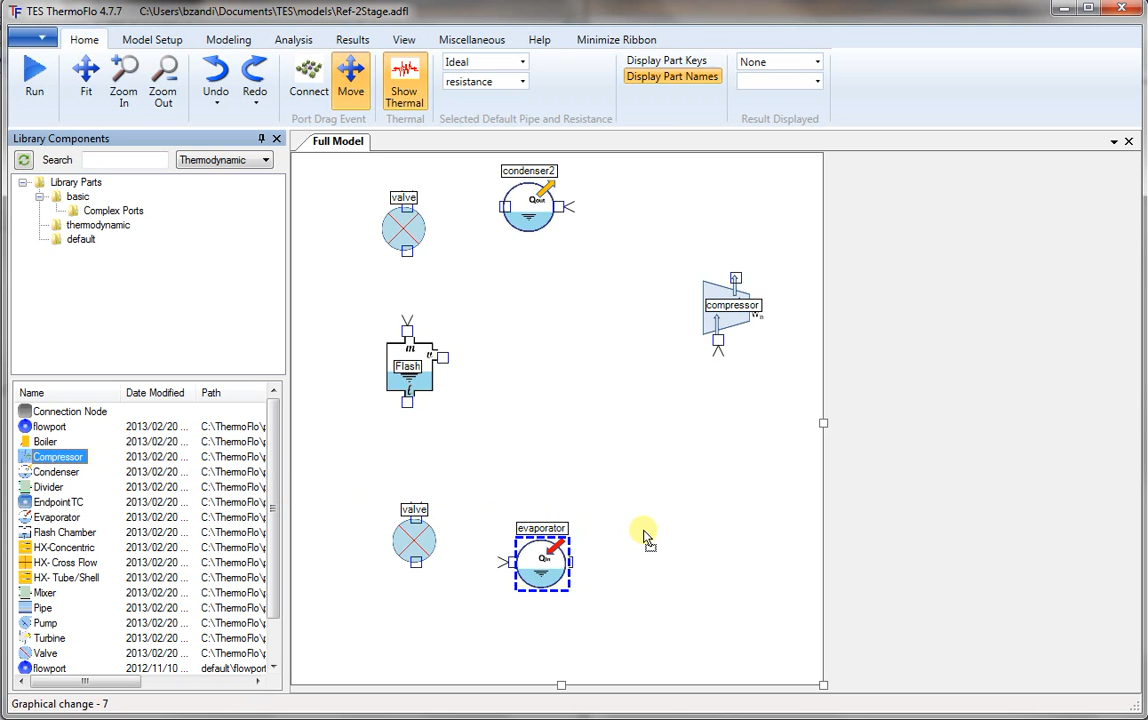 TES ThermoFlo 4.7.7 C:\Users\bzandi\Documents\TES\models\Ref-2Stage.adfl
Home Model Setup Modeling Analysis Results View Miscellaneous Help Minimize Ribbon
Run Fit Zoom In Zoom Out Undo Redo Connect Move Show Thermal
Ideal
resistance
Display Part Keys
Display Part Names
None
Port Drag Event Thermal Selected Default Pipe and Resistance Result Displayed
Library Components
Full Model
Search Thermodynamic
Library Parts
basic
Complex Ports
thermodynamic
default
Name Date Modified Path
Connection Node
flowport 2013/02/20 ... C:\ThermoFlo\
Boiler 2013/02/20 ... C:\ThermoFlo\
Compressor 2013/02/20 ... C:\ThermoFlo\
Condenser 2013/02/20 ... C:\ThermoFlo\
Divider 2013/02/20 ... C:\ThermoFlo\
EndpointTC 2013/02/20 ... C:\ThermoFlo\
Evaporator 2013/02/20 ... C:\ThermoFlo\
Flash Chamber 2013/02/20 ... C:\ThermoFlo\
HX-Concentric 2013/02/20 ... C:\ThermoFlo\
HX- Cross Flow 2013/02/20 ... C:\ThermoFlo\
HX- Tube/Shell 2013/02/20 ... C:\ThermoFlo\
Mixer 2013/02/20 ... C:\ThermoFlo\
Pipe 2013/02/20 ... C:\ThermoFlo\
Pump 2013/02/20 ... C:\ThermoFlo\
Turbine 2013/02/20 ... C:\ThermoFlo\
Valve 2013/02/20 ... C:\ThermoFlo\
flowport 2012/11/10 ... default\flowport
condenser2
Qout
valve
compressor
m
v
Flash
l
valve
evaporator
Qin
Graphical change - 7